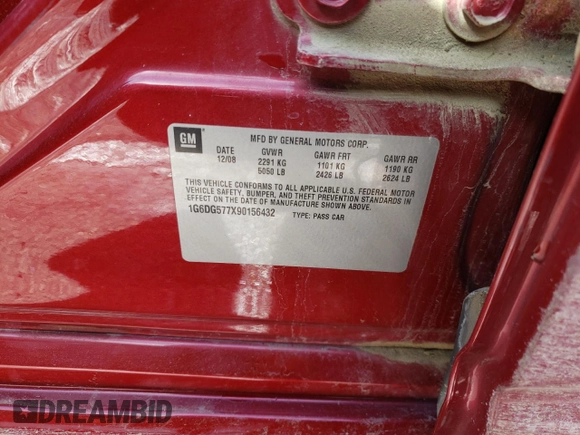 GM
MFD BY GENERAL MOTORS CORP.
DATE GVWR GAWR FRT GAWR RR
12/08 2291 KG 1101 KG 1190 KG
5050 LB 2426 LB 2624 LB
THIS VEHICLE CONFORMS TO ALL APPLICABLE U.S. FEDERAL MOTOR
VEHICLE SAFETY, BUMPER, AND THEFT PREVENTION STANDARDS IN
EFFECT ON THE DATE OF MANUFACTURE SHOWN ABOVE.
1G6DG577X90156432 TYPE: PASS CAR
DREAMBID